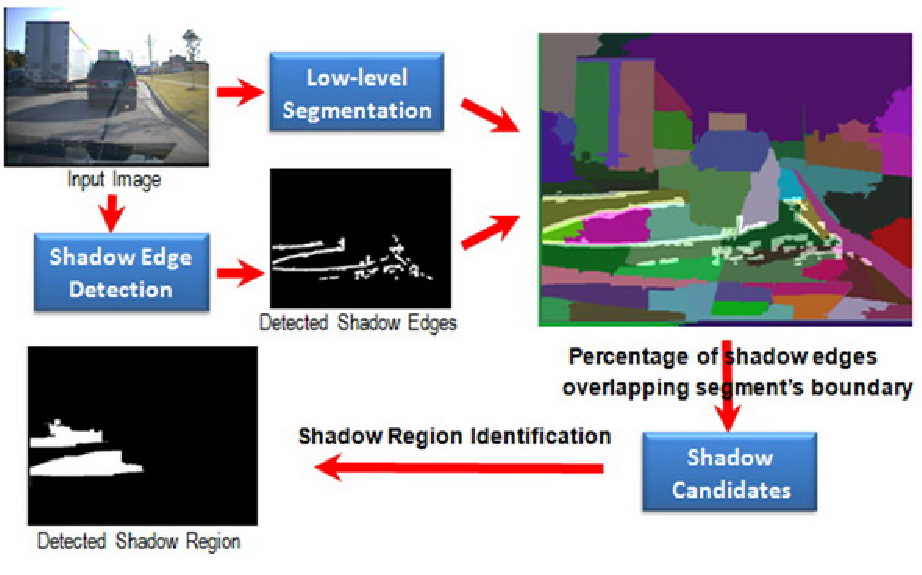 Low-level
Segmentation
Input Image
Shadow Edge
Detection
Detected Shadow Edges
Percentage of shadow edges
overlapping segment's boundary
Shadow Region Identification
Shadow
Candidates
Detected Shadow Region